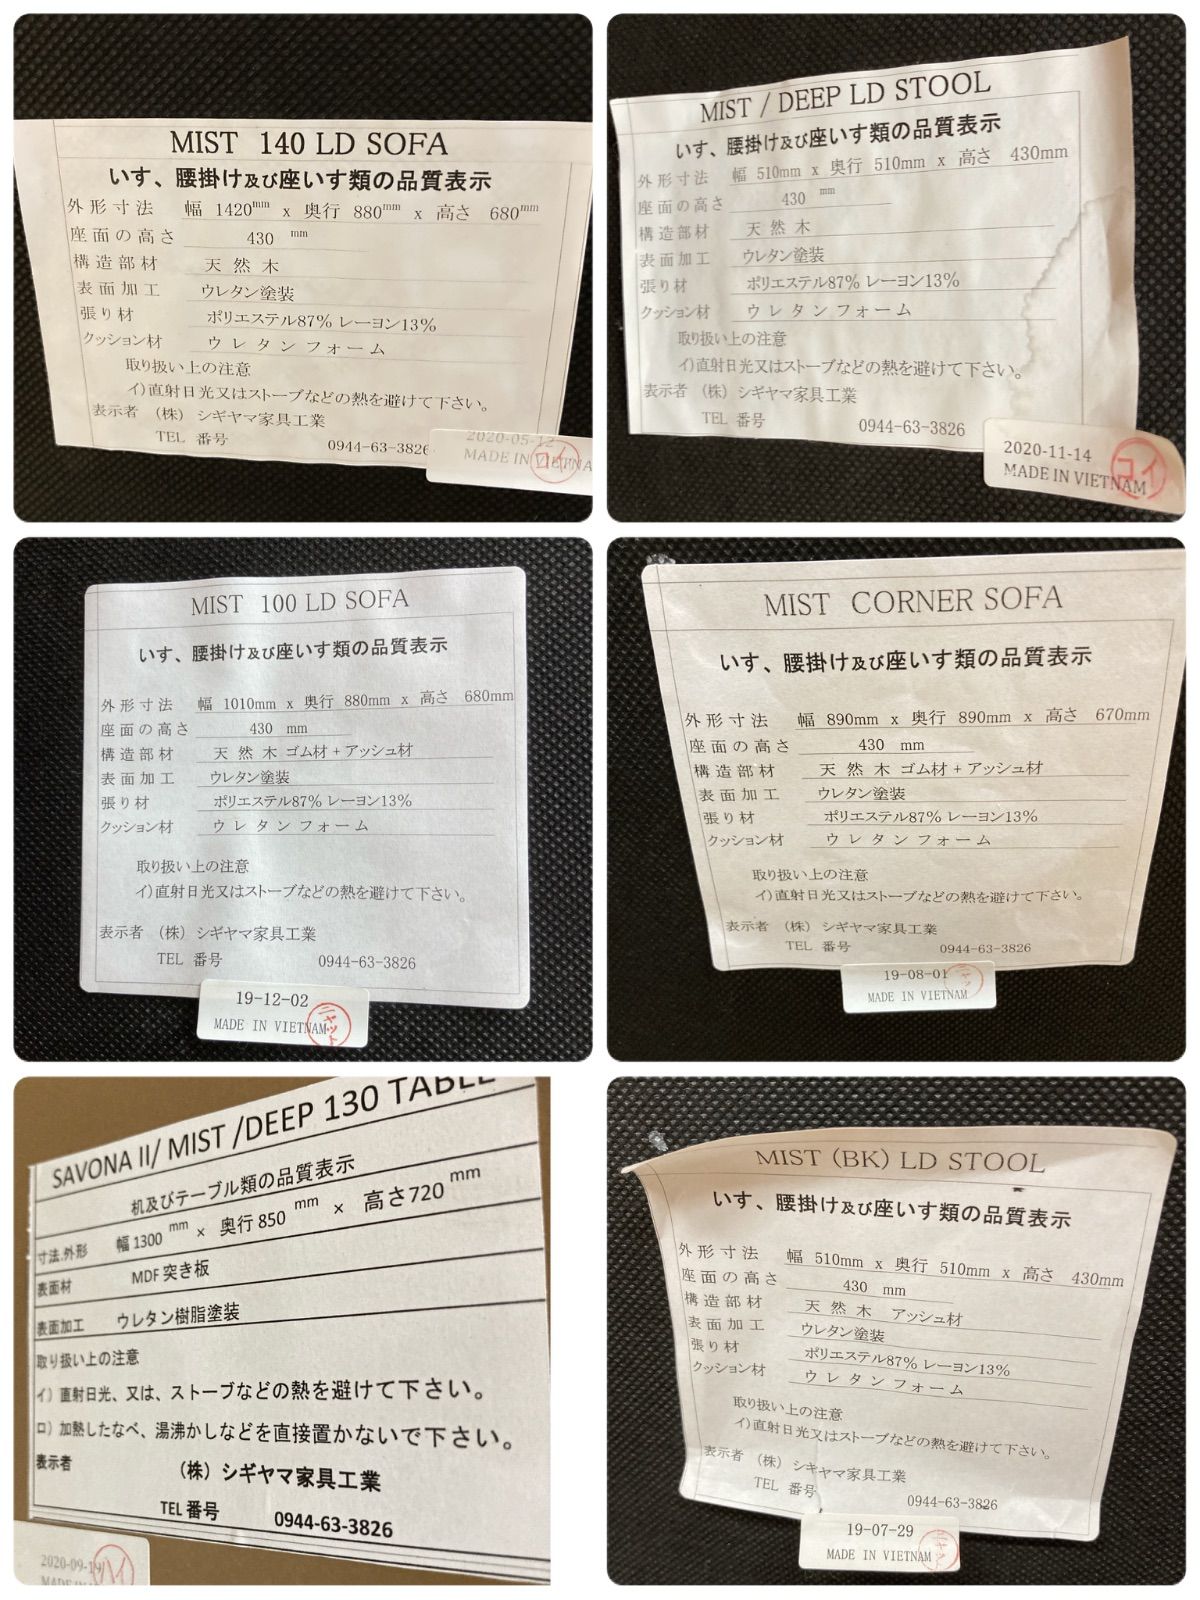 MIST 140 LD SOFA
いす、腰掛け及び座いす類の品質表示
外形寸法 幅 1420mm x 奥行 880mm x 高さ 680mm
座面の高さ 430 mm
構造部材 天然木
表面加工 ウレタン塗装
張り材 ポリエステル87% レーヨン13%
クッション材 ウレタンフォーム
取り扱い上の注意
イ)直射日光又はストーブなどの熱を避けて下さい。
表示者 (株) シギヤマ家具工業
TEL 番号 0944-63-3826
2020-05-12
MADE IN VIETNA
コイ
MIST / DEEP LD STOOL
いす、腰掛け及び座いす類の品質表示
外形寸法 幅 510mm x 奥行 510mm x 高さ 430mm
座面の高さ 430 mm
構造部材 天然木
表面加工 ウレタン塗装
張り材 ポリエステル87% レーヨン13%
クッション材 ウレタンフォーム
取り扱い上の注意
イ)直射日光又はストーブなどの熱を避けて下さい。
表示者 (株) シギヤマ家具工業
TEL 番号 0944-63-3826
2020-11-14
MADE IN VIETNAM
コイ
MIST 100 LD SOFA
いす、腰掛け及び座いす類の品質表示
外形寸法 幅 1010mm x 奥行 880mm x 高さ 680mm
座面の高さ 430 mm
構造部材 天然木 ゴム材+アッシュ材
表面加工 ウレタン塗装
張り材 ポリエステル87% レーヨン13%
クッション材 ウレタンフォーム
取り扱い上の注意
イ)直射日光又はストーブなどの熱を避けて下さい。
表示者 (株) シギヤマ家具工業
TEL 番号 0944-63-3826
19-12-02
MADE IN VIETNAM
ニャット
MIST CORNER SOFA
いす、腰掛け及び座いす類の品質表示
外形寸法 幅 890mm x 奥行 890mm x 高さ 670mm
座面の高さ 430 mm
構造部材 天然木 ゴム材+アッシュ材
表面加工 ウレタン塗装
張り材 ポリエステル87% レーヨン13%
クッション材 ウレタンフォーム
取り扱い上の注意
イ)直射日光又はストーブなどの熱を避けて下さい。
表示者 (株) シギヤマ家具工業
TEL 番号 0944-63-3826
19-08-01
MADE IN VIETNAM
SAVONA II/ MIST /DEEP 130 TABLE
机及びテーブル類の品質表示
寸法.外形 幅1300 mm × 奥行850 mm × 高さ720 mm
表面材 MDF 突き板
表面加工 ウレタン樹脂塗装
取り扱い上の注意
イ) 直射日光、又は、ストーブなどの熱を避けて下さい。
ロ) 加熱したなべ、湯沸かしなどを直接置かないで下さい。
表示者 (株) シギヤマ家具工業
TEL 番号 0944-63-3826
2020-09-19
MADE IN
ハイ
MIST (BK) LD STOOL
いす、腰掛け及び座いす類の品質表示
外形寸法 幅 510mm x 奥行 510mm x 高さ 430mm
座面の高さ 430 mm
構造部材 天然木 アッシュ材
表面加工 ウレタン塗装
張り材 ポリエステル87% レーヨン13%
クッション材 ウレタンフォーム
取り扱い上の注意
イ)直射日光又はストーブなどの熱を避けて下さい。
表示者 (株) シギヤマ家具工業
TEL 番号 0944-63-3826
19-07-29
MADE IN VIETNAM